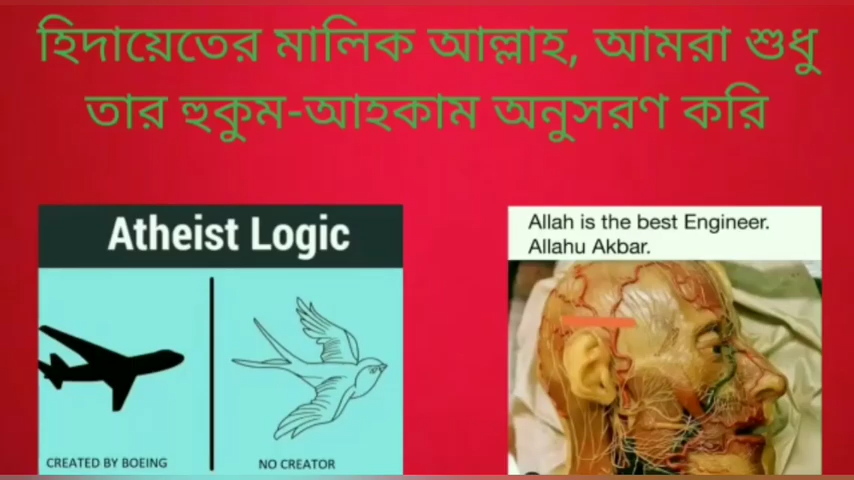 হিদায়েতের মালিক আল্লাহ, আমরা শুধু
তার হুকুম-আহকাম অনুসরণ করি
Atheist Logic
CREATED BY BOEING
NO CREATOR
Allah is the best Engineer.
Allahu Akbar.